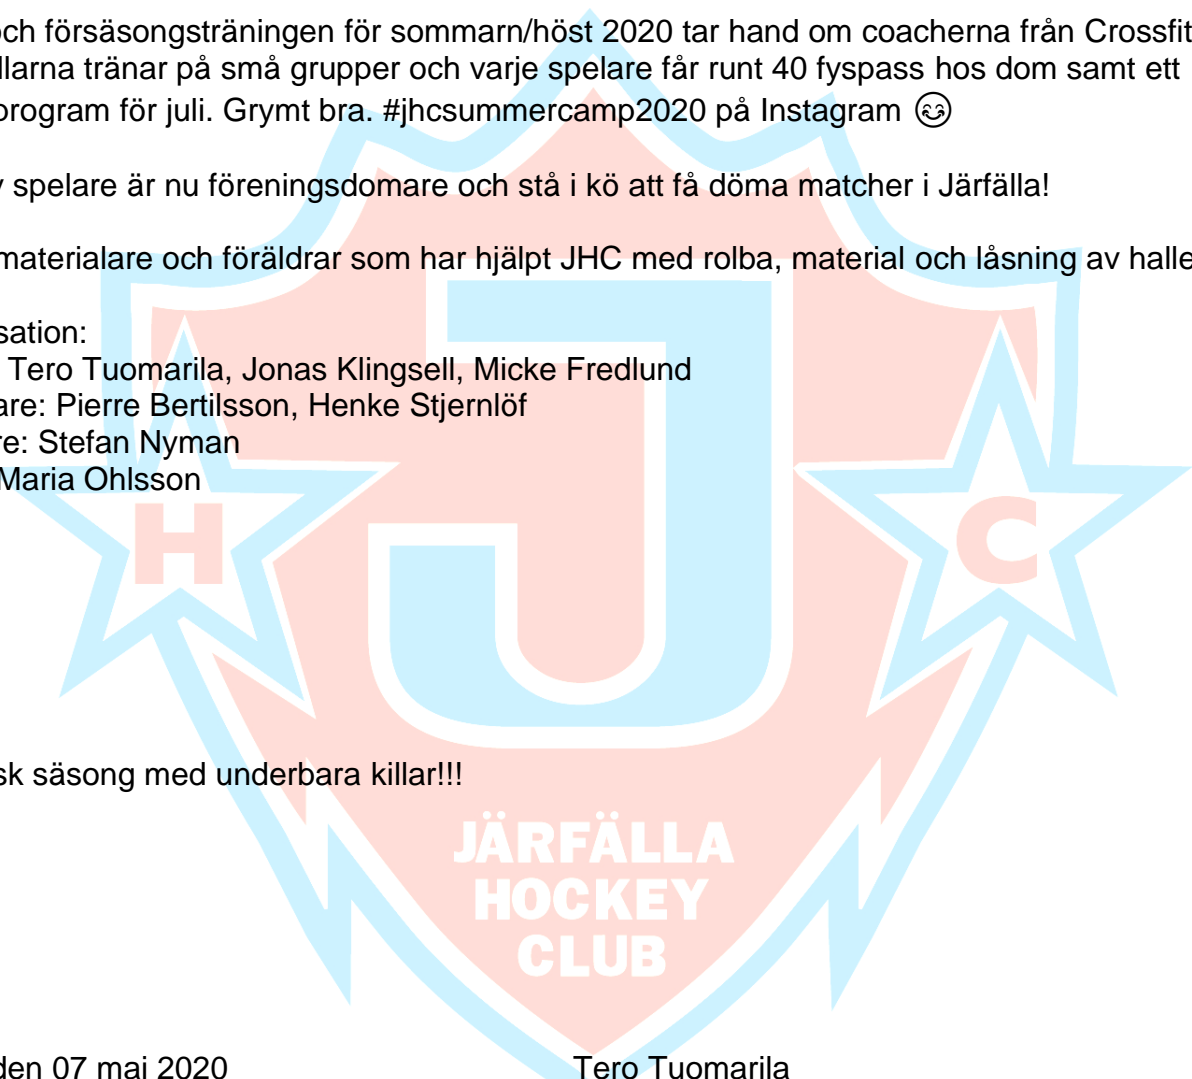 och försäsongsträningen för sommarn/höst 2020 tar hand om coacherna från Crossfit
llarna tränar på små grupper och varje spelare får runt 40 fyspass hos dom samt ett
program för juli. Grymt bra. #jhcsummercamp2020 på Instagram 😊
v spelare är nu föreningsdomare och stå i kö att få döma matcher i Järfälla!
materialare och föräldrar som har hjälpt JHC med rolba, material och låsning av halle
sation:
Tero Tuomarila, Jonas Klingsell, Micke Fredlund
are: Pierre Bertilsson, Henke Stjernlöf
re: Stefan Nyman
Maria Ohlsson
J
H C
sk säsong med underbara killar!!!
JÄRFÄLLA
HOCKEY
CLUB
den 07 maj 2020 Tero Tuomarila